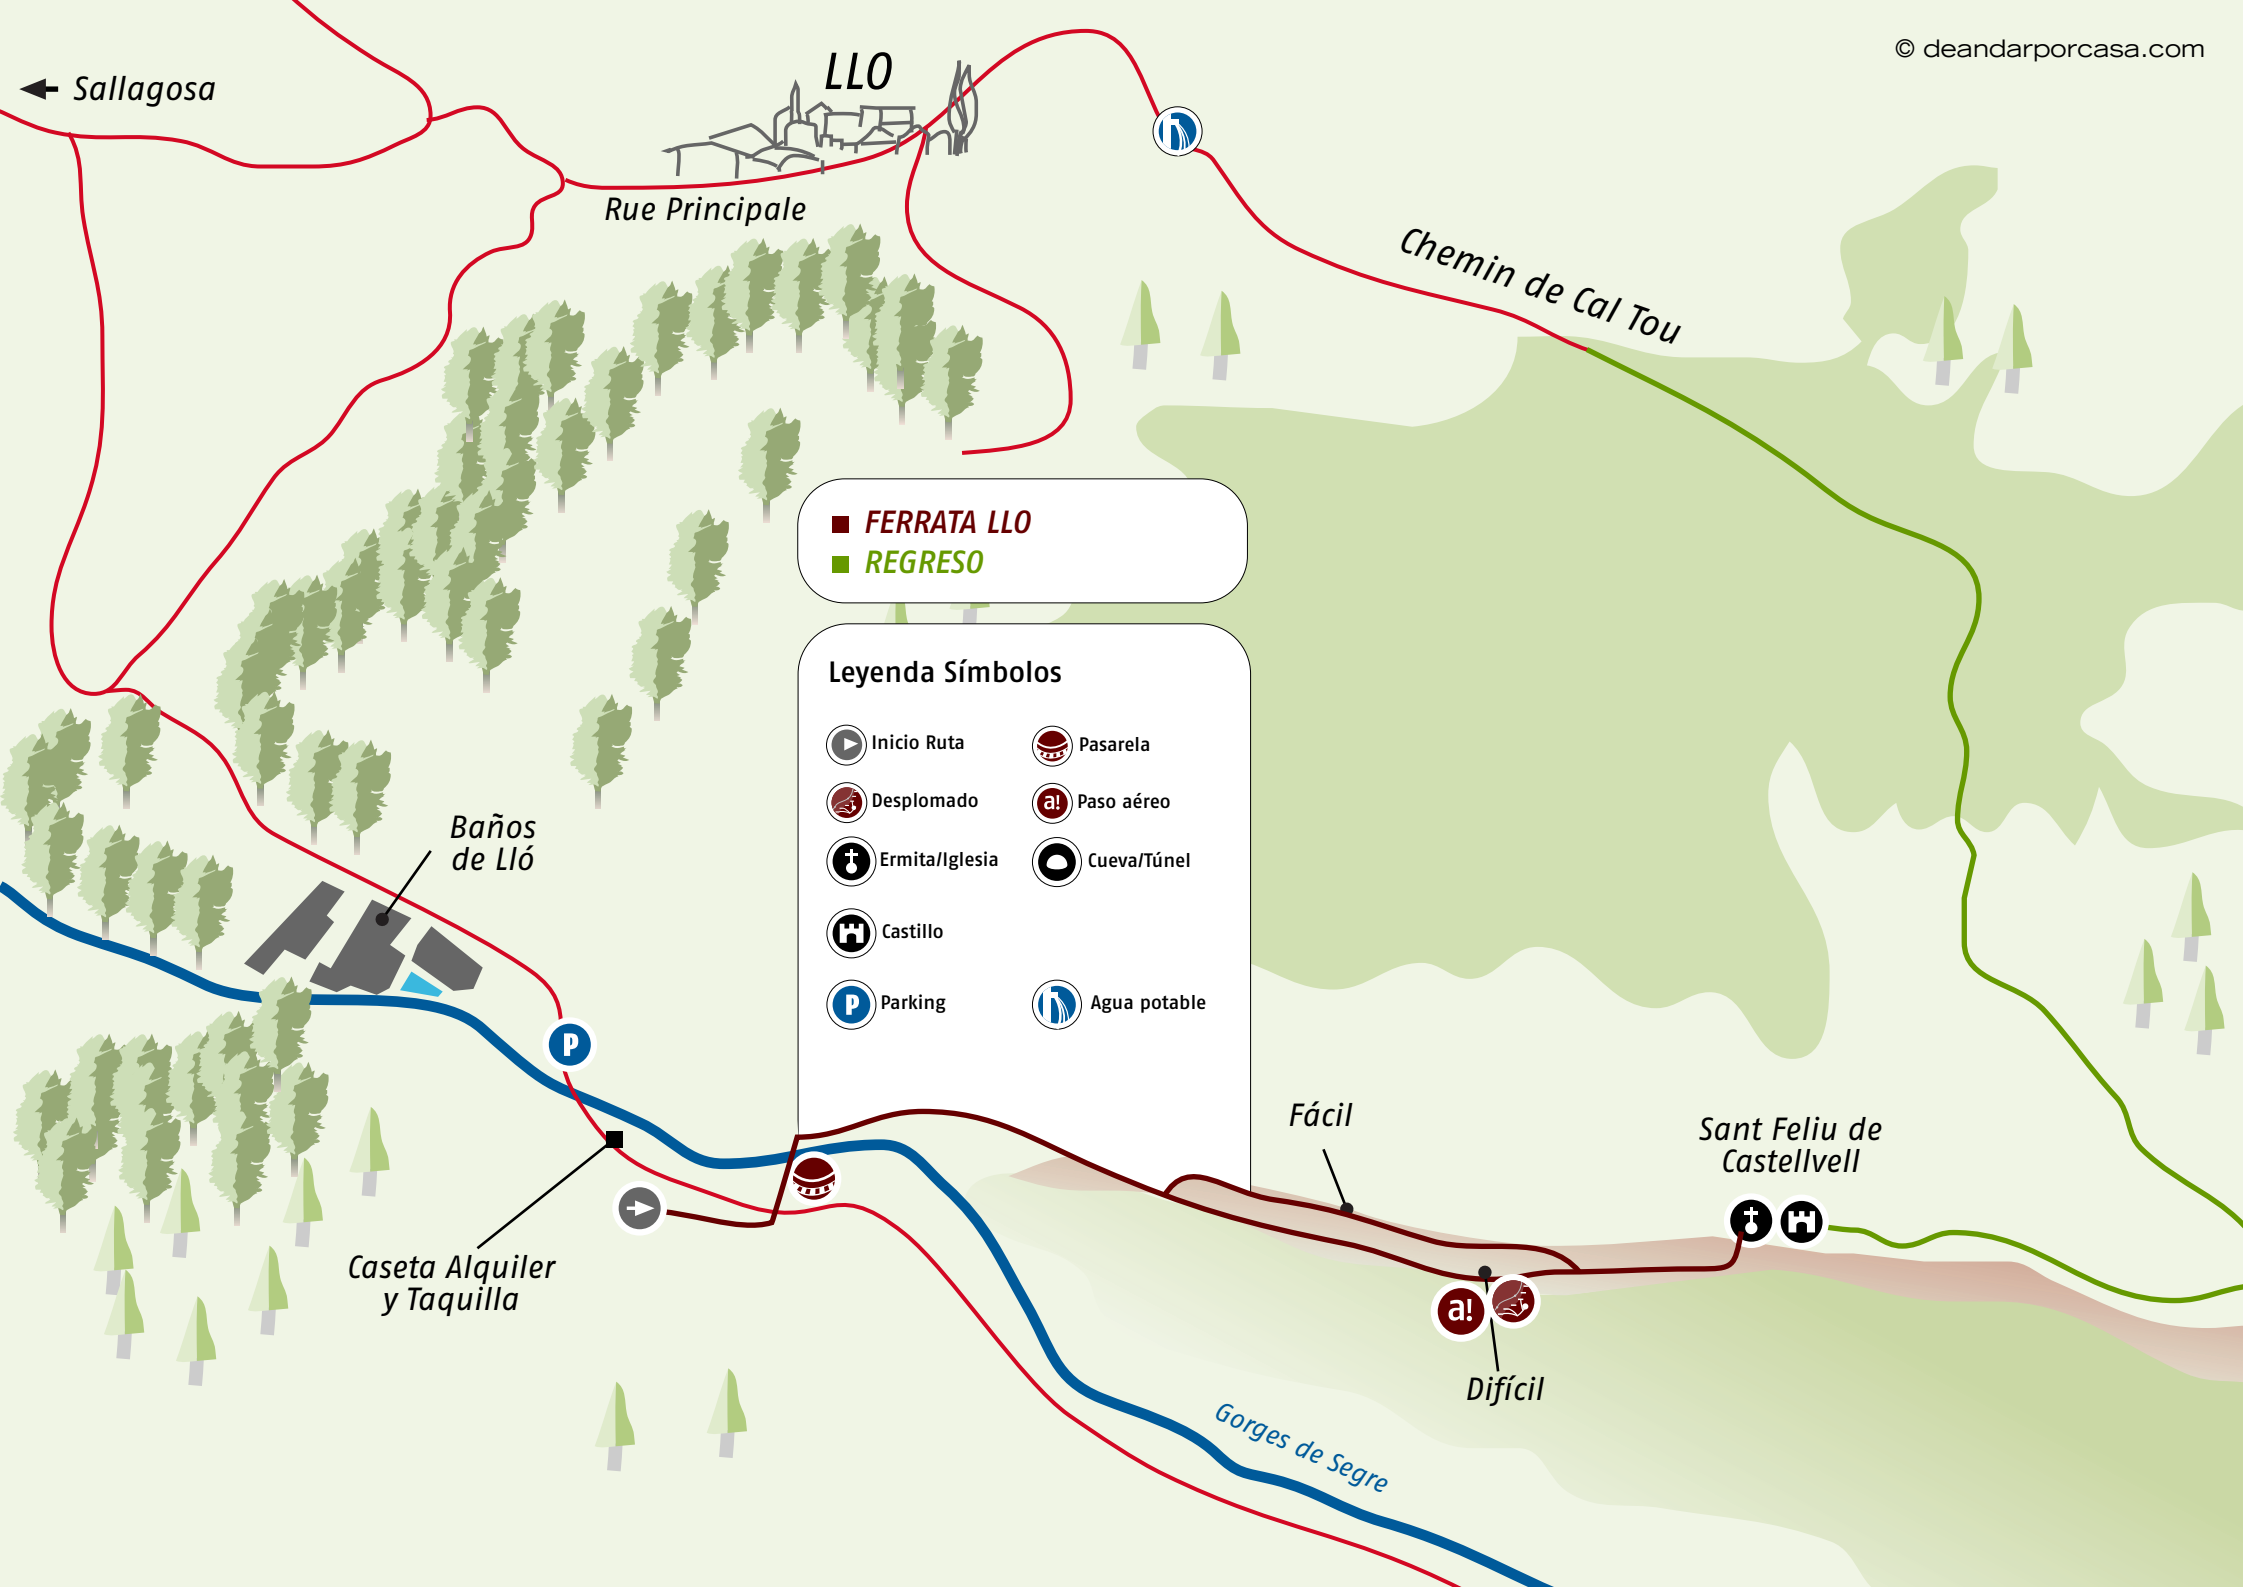 © deandarporcasa.com
Sallagosa
LLO
Rue Principale
Chemin de Cal Tou
FERRATA LLO
REGRESO
Leyenda Símbolos
Inicio Ruta
Pasarela
Desplomado
a!
Paso aéreo
Ermita/Iglesia
Cueva/Túnel
Castillo
P
Parking
Agua potable
Baños
de Lló
P
Fácil
Sant Feliu de
Castellvell
Caseta Alquiler
y Taquilla
a!
Difícil
Gorges de Segre